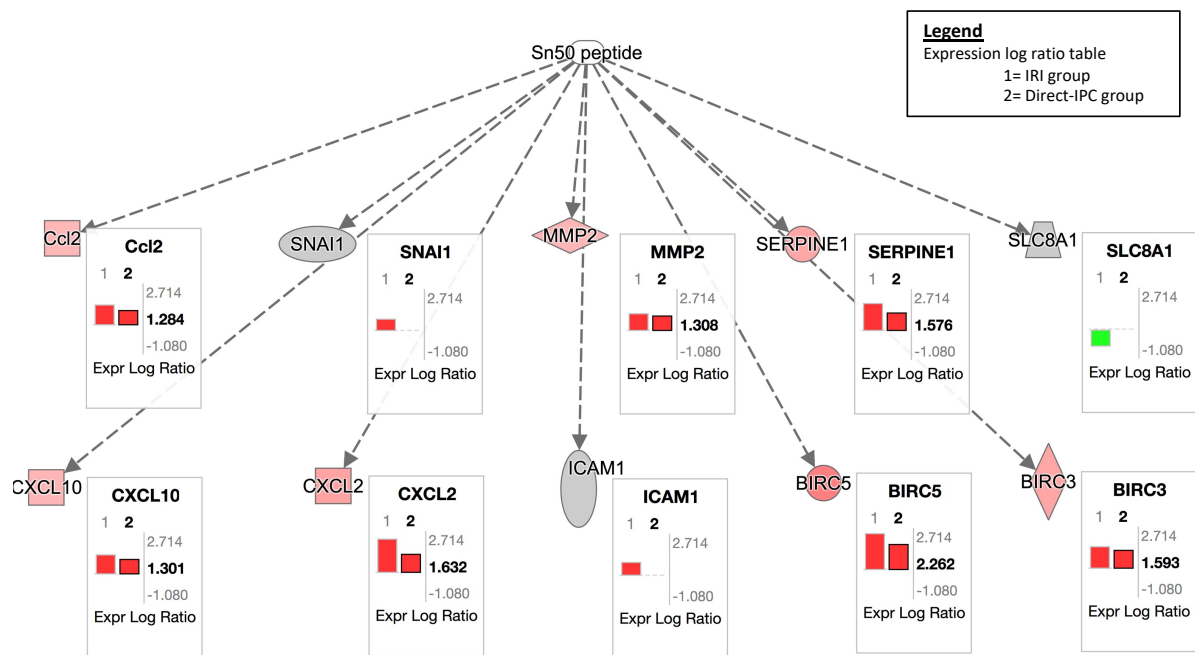 Sn50 peptide
Legend
Expression log ratio table
1= IRI group
2= Direct-IPC group
Ccl2
SNAI1
MMP2
SERPINE1
SLC8A1
Ccl2
1 2
2.714
1.284
-1.080
Expr Log Ratio
SNAI1
1 2
2.714
-1.080
Expr Log Ratio
MMP2
1 2
2.714
1.308
-1.080
Expr Log Ratio
SERPINE1
1 2
2.714
1.576
-1.080
Expr Log Ratio
SLC8A1
1 2
2.714
-1.080
Expr Log Ratio
CXCL10
CXCL2
ICAM1
BIRC5
BIRC3
CXCL10
1 2
2.714
1.301
-1.080
Expr Log Ratio
CXCL2
1 2
2.714
1.632
-1.080
Expr Log Ratio
ICAM1
1 2
2.714
-1.080
Expr Log Ratio
BIRC5
1 2
2.714
2.262
-1.080
Expr Log Ratio
BIRC3
1 2
2.714
1.593
-1.080
Expr Log Ratio